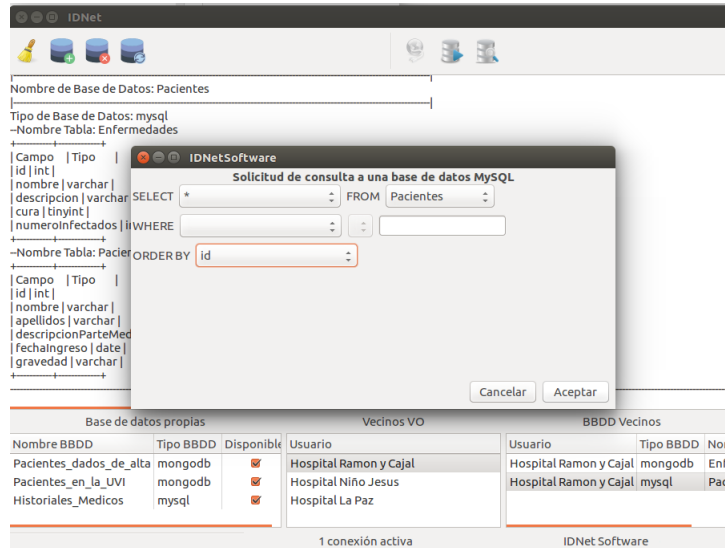 IDNet
Nombre de Base de Datos: Pacientes
Tipo de Base de Datos: mysql
--Nombre Tabla: Enfermedades
| Campo | Tipo |
| id | int |
| nombre | varchar |
| descripcion | varchar
| cura | tinyint |
| numeroInfectados |
--Nombre Tabla:
| Campo | Tipo |
| id | int |
| nombre | varchar |
| apellidos | varchar |
| fechaIngreso | date |
| gravedad | varchar |
IDNetSoftware
Solicitud de consulta a una base de datos MySQL
SELECT * FROM Pacientes
WHERE
ORDER BY id
Cancelar Aceptar
Base de datos propias
Nombre BBDD Tipo BBDD Disponible
Pacientes_dados_de_alta mongodb
Pacientes_en_la_UVI mongodb
Historiales_Medicos mysql
Vecinos VO
Usuario
Hospital Ramon y Cajal
Hospital Niño Jesus
Hospital La Paz
BBDD Vecinos
Usuario Tipo BBDD
Hospital Ramon y Cajal mongodb
Hospital Ramon y Cajal mysql
1 conexión activa
IDNet Software